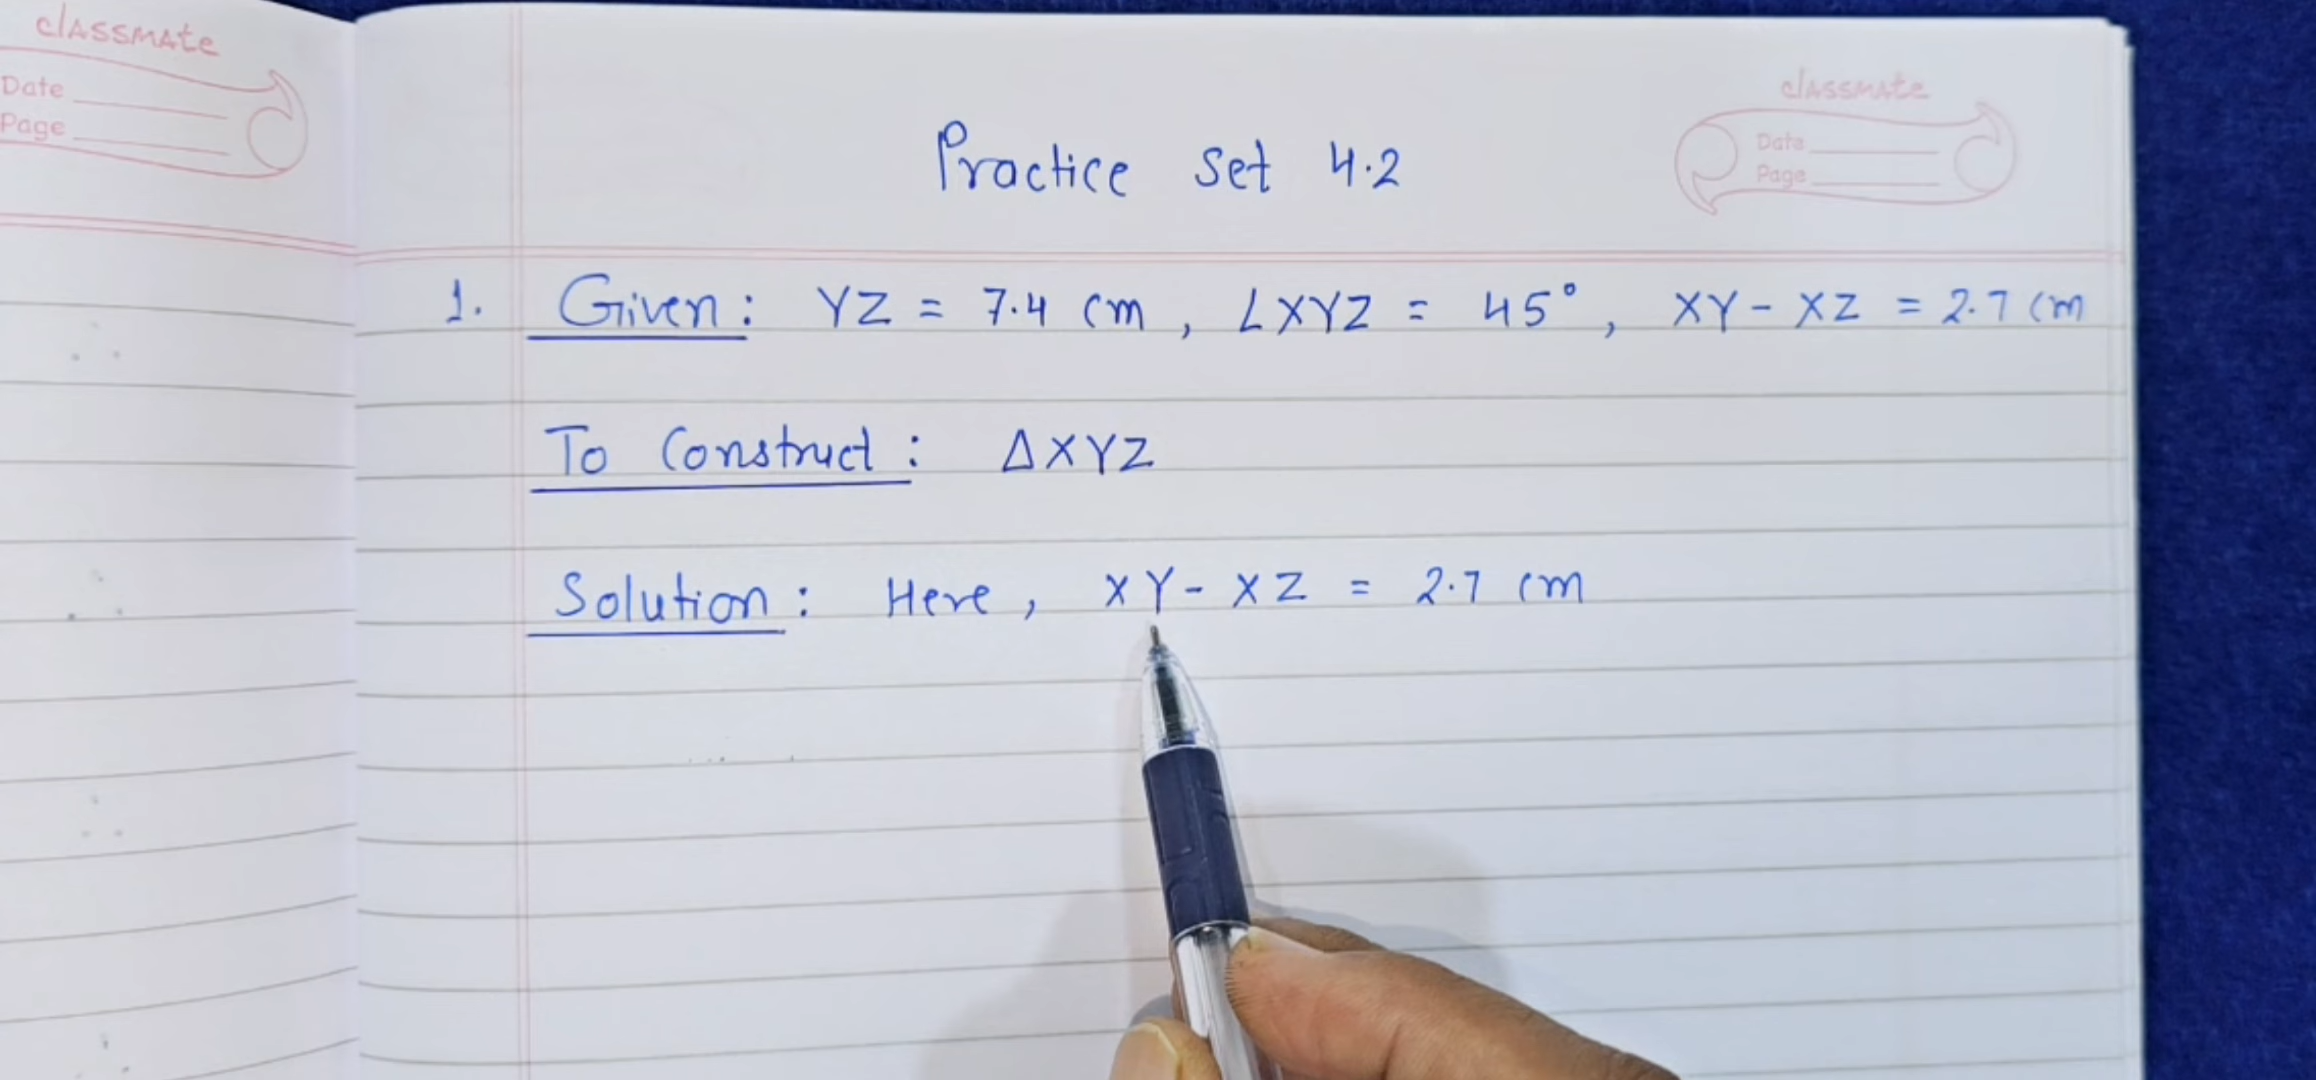 classmate
Date
Page
classmate
Date
Page
Practice Set 4.2
1. Given: YZ = 7.4 cm, ∠XYZ = 45°, XY - XZ = 2.7 cm
To Construct: ΔXYZ
Solution: Here, XY - XZ = 2.7 cm